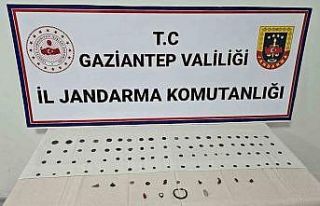 T.C
GAZİANTEP VALİLİĞİ
İL JANDARMA KOMUTANLIĞI